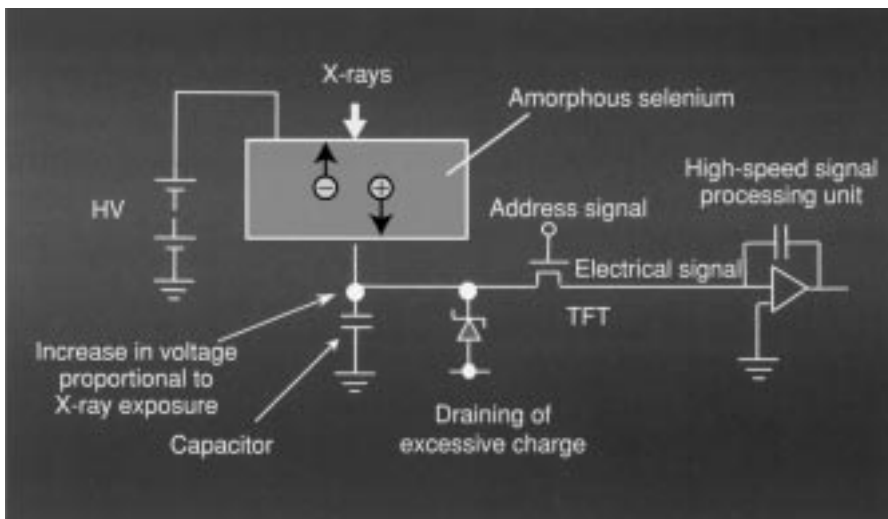 X-rays
Amorphous selenium
High-speed signal
processing unit
HV
−
+
Address signal
Electrical signal
TFT
Increase in voltage
proportional to
X-ray exposure
Capacitor
Draining of
excessive charge